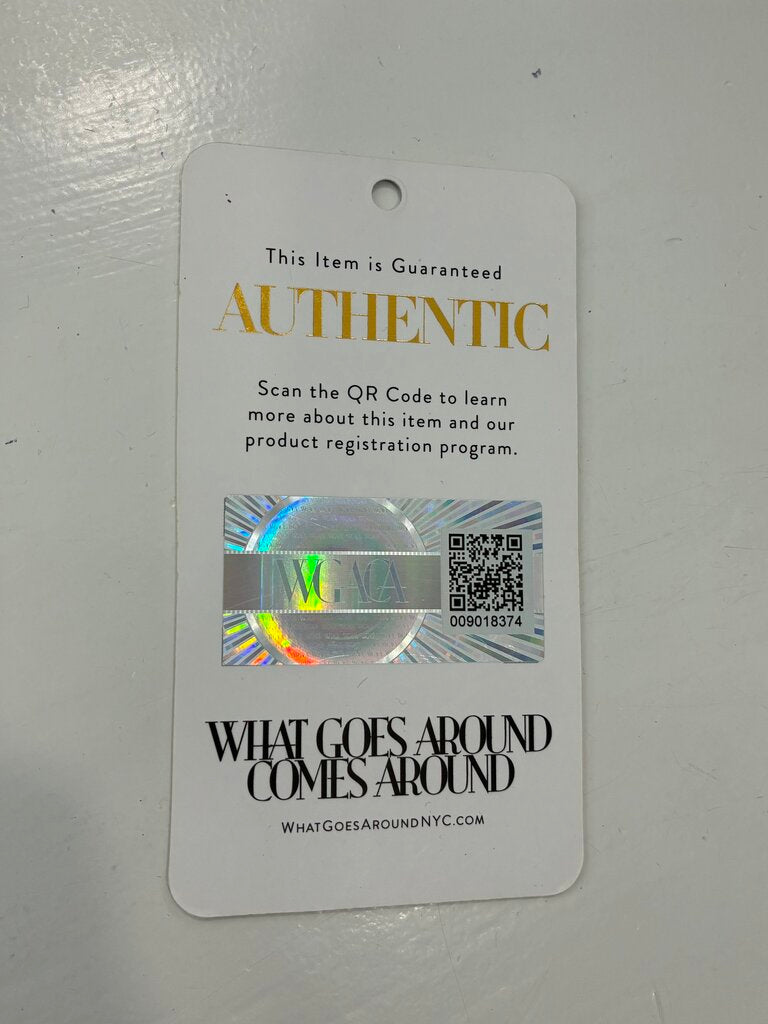 This Item is Guaranteed
AUTHENTIC
Scan the QR Code to learn
more about this item and our
product registration program.
WGACA
009018374
WHAT GOES AROUND
COMES AROUND
WHATGOESAROUNDNYC.COM